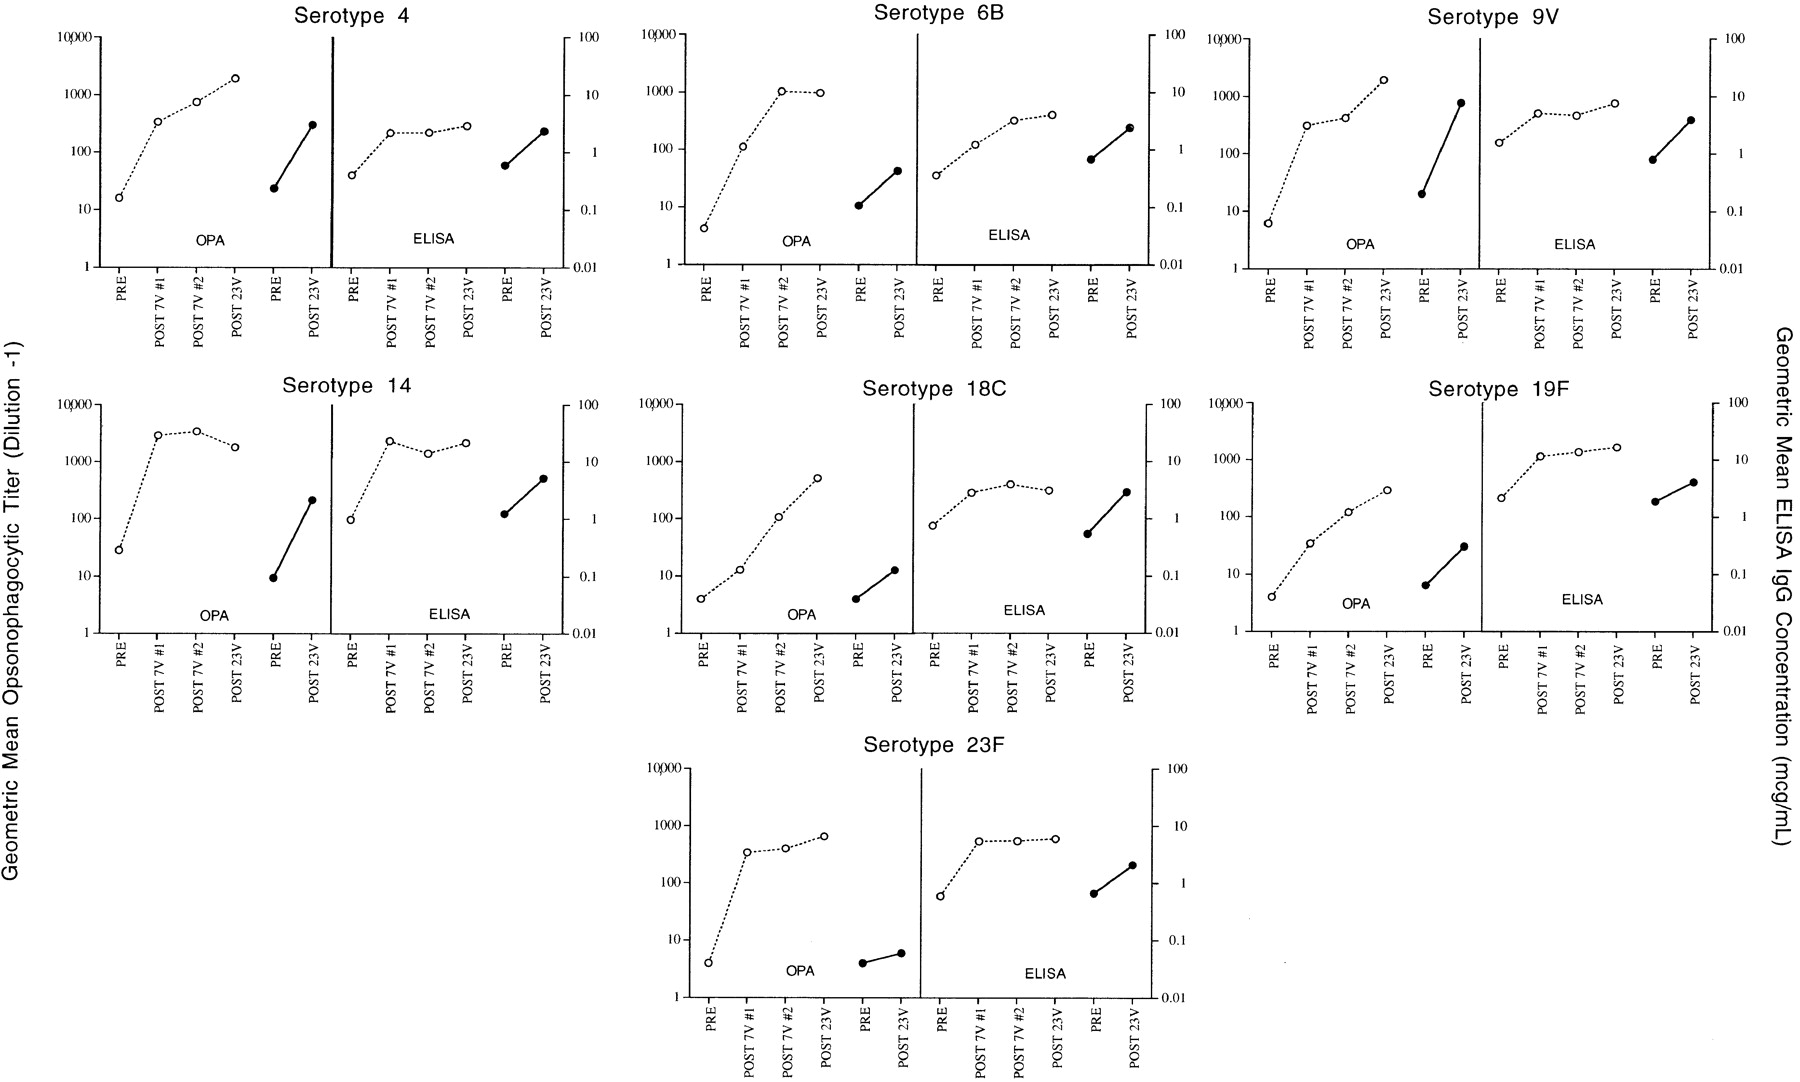 Serotype 4
10,000
1000
100
10
1
100
10
1
0.1
0.01
OPA
ELISA
PRE
POST 7V #1
POST 7V #2
POST 23V
PRE
POST 23V
PRE
POST 7V #1
POST 7V #2
POST 23V
PRE
POST 23V
Serotype 6B
10,000
1000
100
10
1
100
10
1
0.1
0.01
OPA
ELISA
PRE
POST 7V #1
POST 7V #2
POST 23V
PRE
POST 23V
PRE
POST 7V #1
POST 7V #2
POST 23V
PRE
POST 23V
Serotype 9V
10,000
1000
100
10
1
100
10
1
0.1
0.01
OPA
ELISA
PRE
POST 7V #1
POST 7V #2
POST 23V
PRE
POST 23V
PRE
POST 7V #1
POST 7V #2
POST 23V
PRE
POST 23V
Geometric Mean Opsonophagocytic Titer (Dilution -1)
Geometric Mean ELISA IgG Concentration (mcg/mL)
Serotype 14
10,000
1000
100
10
1
100
10
1
0.1
0.01
OPA
ELISA
PRE
POST 7V #1
POST 7V #2
POST 23V
PRE
POST 23V
PRE
POST 7V #1
POST 7V #2
POST 23V
PRE
POST 23V
Serotype 18C
10,000
1000
100
10
1
100
10
1
0.1
0.01
OPA
ELISA
PRE
POST 7V #1
POST 7V #2
POST 23V
PRE
POST 23V
PRE
POST 7V #1
POST 7V #2
POST 23V
PRE
POST 23V
Serotype 19F
10,000
1000
100
10
1
100
10
1
0.1
0.01
OPA
ELISA
PRE
POST 7V #1
POST 7V #2
POST 23V
PRE
POST 23V
PRE
POST 7V #1
POST 7V #2
POST 23V
PRE
POST 23V
Serotype 23F
10,000
1000
100
10
1
100
10
1
0.1
0.01
OPA
ELISA
PRE
POST 7V #1
POST 7V #2
POST 23V
PRE
POST 23V
PRE
POST 7V #1
POST 7V #2
POST 23V
PRE
POST 23V